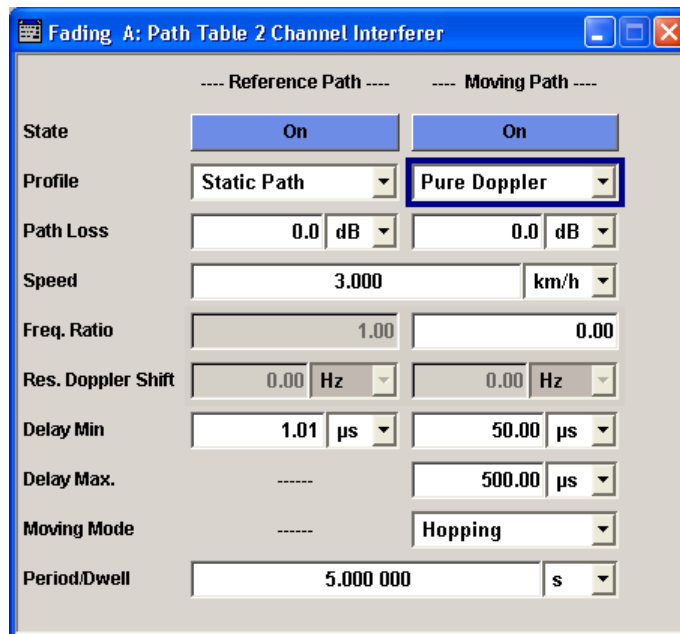 Fading A: Path Table 2 Channel Interferer
---- Reference Path ---- ---- Moving Path ----
State On On
Profile Static Path Pure Doppler
Path Loss 0.0 dB 0.0 dB
Speed 3.000 km/h
Freq. Ratio 1.00 0.00
Res. Doppler Shift 0.00 Hz 0.00 Hz
Delay Min 1.01 µs 50.00 µs
Delay Max. ------ 500.00 µs
Moving Mode ------ Hopping
Period/Dwell 5.000 000 s